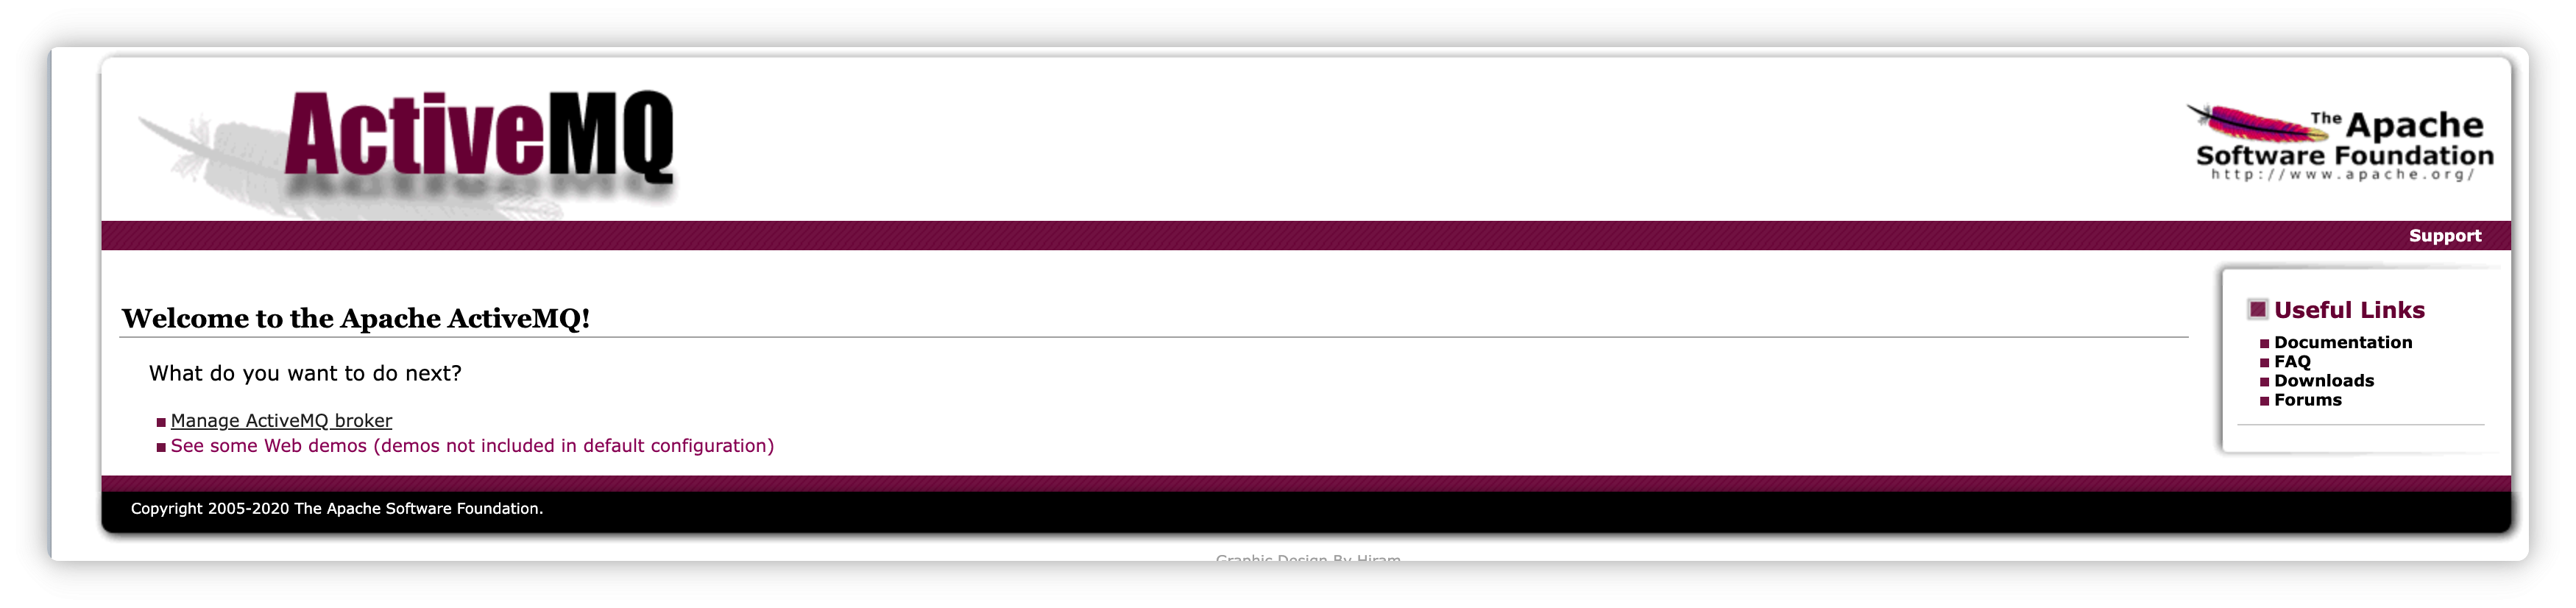 ActiveMQ
The Apache
Software Foundation
http://www.apache.org/
Support
Welcome to the Apache ActiveMQ!
What do you want to do next?
Manage ActiveMQ broker
See some Web demos (demos not included in default configuration)
Useful Links
Documentation
FAQ
Downloads
Forums
Copyright 2005-2020 The Apache Software Foundation.
Graphic Design By Hiram